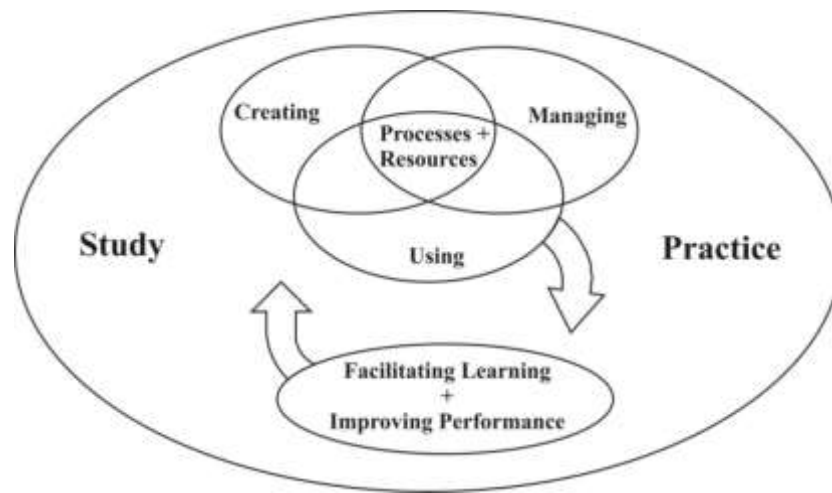 Creating
Managing
Processes +
Resources
Study
Practice
Using
Facilitating Learning
+
Improving Performance